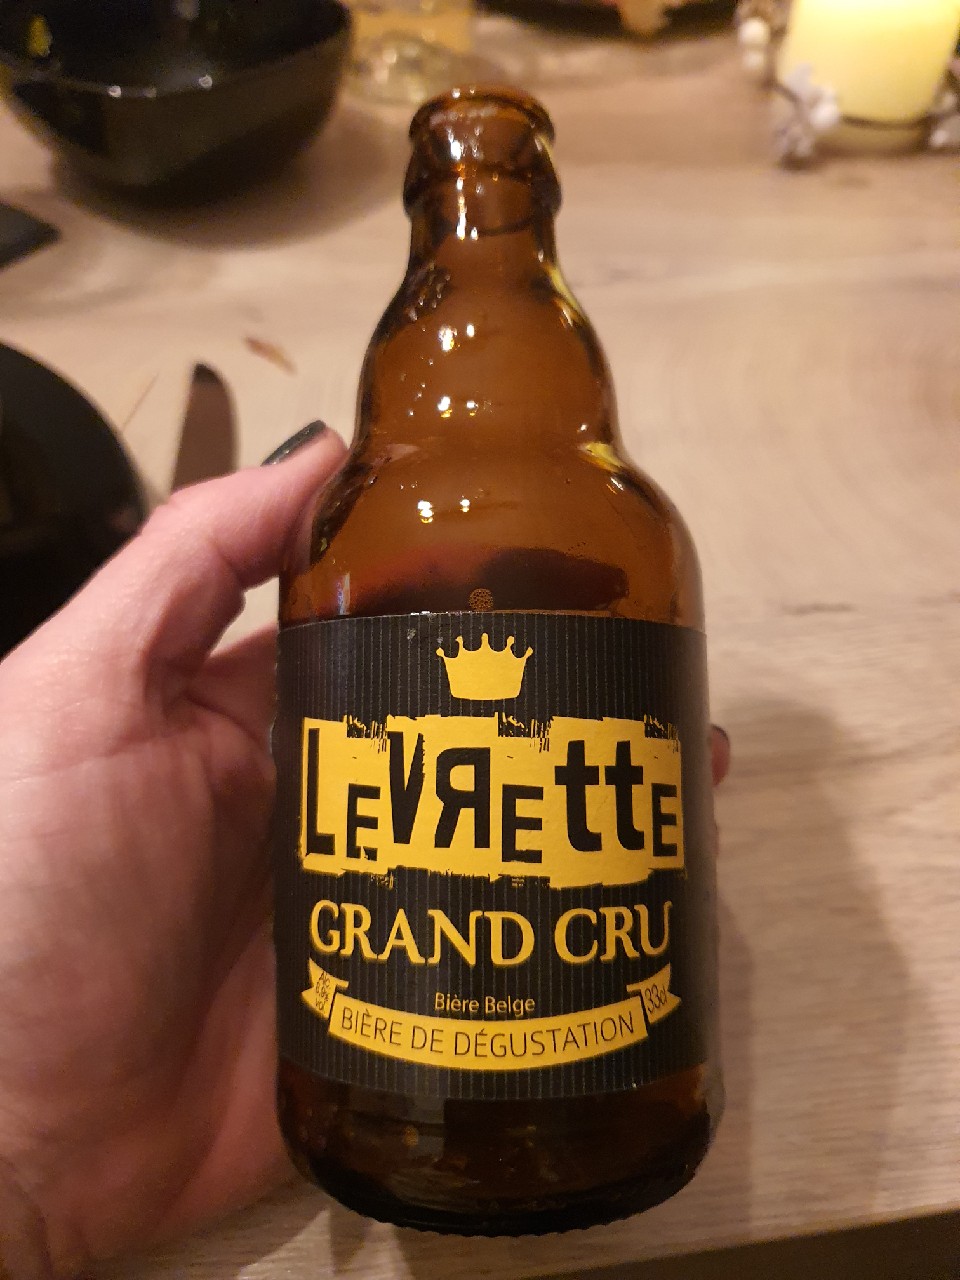 LEVREttE
GRAND CRU
Bière Belge
33cl
BIÈRE DE DÉGUSTATION